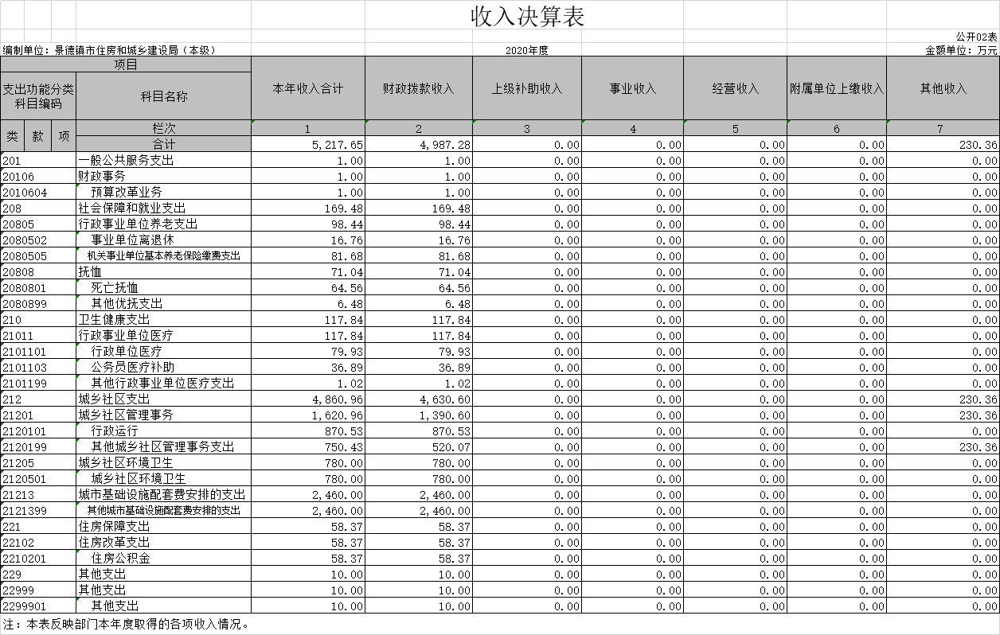 收入决算表
公开02表
编制单位：景德镇市住房和城乡建设局（本级） 2020年度 金额单位：万元
项目 本年收入合计 财政拨款收入 上级补助收入 事业收入 经营收入 附属单位上缴收入 其他收入
支出功能分类科目编码 科目名称
类 款 项 栏次 1 2 3 4 5 6 7
合计 5,217.65 4,987.28 0.00 0.00 0.00 0.00 230.36
201 一般公共服务支出 1.00 1.00 0.00 0.00 0.00 0.00 0.00
20106 财政事务 1.00 1.00 0.00 0.00 0.00 0.00 0.00
2010604 预算改革业务 1.00 1.00 0.00 0.00 0.00 0.00 0.00
208 社会保障和就业支出 169.48 169.48 0.00 0.00 0.00 0.00 0.00
20805 行政事业单位养老支出 98.44 98.44 0.00 0.00 0.00 0.00 0.00
2080502 事业单位离退休 16.76 16.76 0.00 0.00 0.00 0.00 0.00
2080505 机关事业单位基本养老保险缴费支出 81.68 81.68 0.00 0.00 0.00 0.00 0.00
20808 抚恤 71.04 71.04 0.00 0.00 0.00 0.00 0.00
2080801 死亡抚恤 64.56 64.56 0.00 0.00 0.00 0.00 0.00
2080899 其他优抚支出 6.48 6.48 0.00 0.00 0.00 0.00 0.00
210 卫生健康支出 117.84 117.84 0.00 0.00 0.00 0.00 0.00
21011 行政事业单位医疗 117.84 117.84 0.00 0.00 0.00 0.00 0.00
2101101 行政单位医疗 79.93 79.93 0.00 0.00 0.00 0.00 0.00
2101103 公务员医疗补助 36.89 36.89 0.00 0.00 0.00 0.00 0.00
2101199 其他行政事业单位医疗支出 1.02 1.02 0.00 0.00 0.00 0.00 0.00
212 城乡社区支出 4,860.96 4,630.60 0.00 0.00 0.00 0.00 230.36
21201 城乡社区管理事务 1,620.96 1,390.60 0.00 0.00 0.00 0.00 230.36
2120101 行政运行 870.53 870.53 0.00 0.00 0.00 0.00 0.00
2120199 其他城乡社区管理事务支出 750.43 520.07 0.00 0.00 0.00 0.00 230.36
21205 城乡社区环境卫生 780.00 780.00 0.00 0.00 0.00 0.00 0.00
2120501 城乡社区环境卫生 780.00 780.00 0.00 0.00 0.00 0.00 0.00
21213 城市基础设施配套费安排的支出 2,460.00 2,460.00 0.00 0.00 0.00 0.00 0.00
2121399 其他城市基础设施配套费安排的支出 2,460.00 2,460.00 0.00 0.00 0.00 0.00 0.00
221 住房保障支出 58.37 58.37 0.00 0.00 0.00 0.00 0.00
22102 住房改革支出 58.37 58.37 0.00 0.00 0.00 0.00 0.00
2210201 住房公积金 58.37 58.37 0.00 0.00 0.00 0.00 0.00
229 其他支出 10.00 10.00 0.00 0.00 0.00 0.00 0.00
22999 其他支出 10.00 10.00 0.00 0.00 0.00 0.00 0.00
2299901 其他支出 10.00 10.00 0.00 0.00 0.00 0.00 0.00
注：本表反映部门本年度取得的各项收入情况。